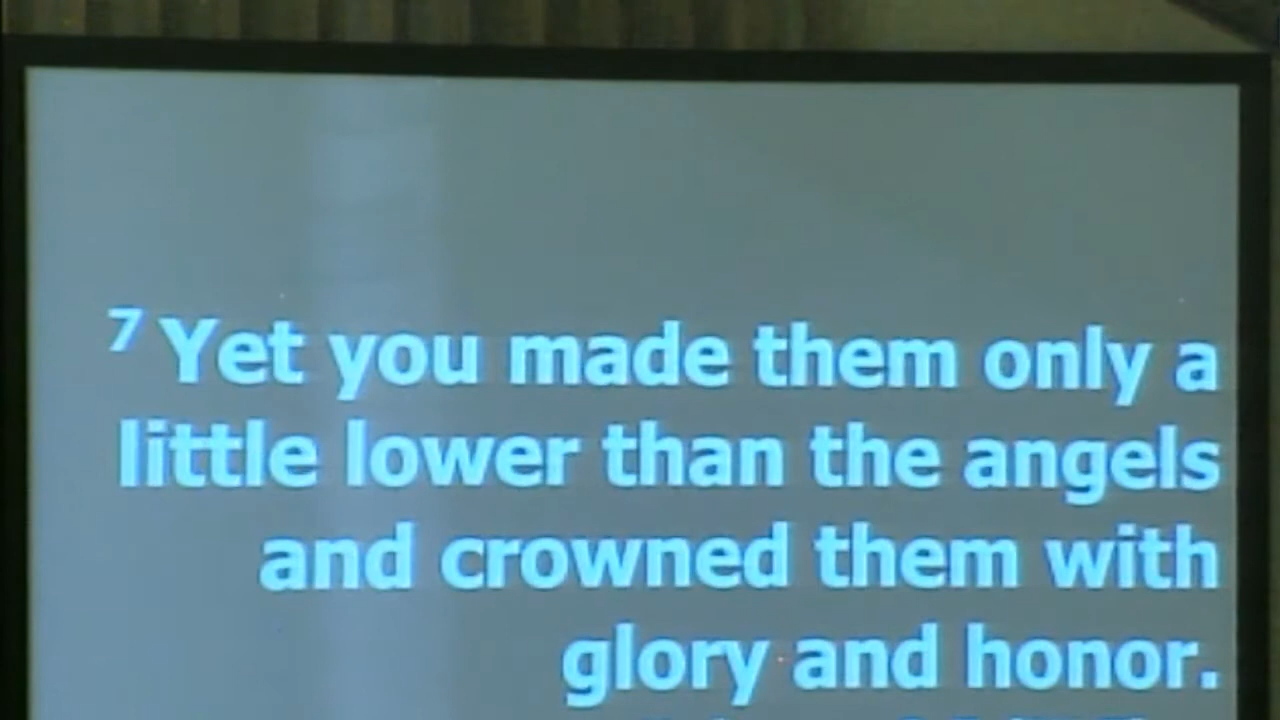 7 Yet you made them only a
little lower than the angels
and crowned them with
glory and honor.